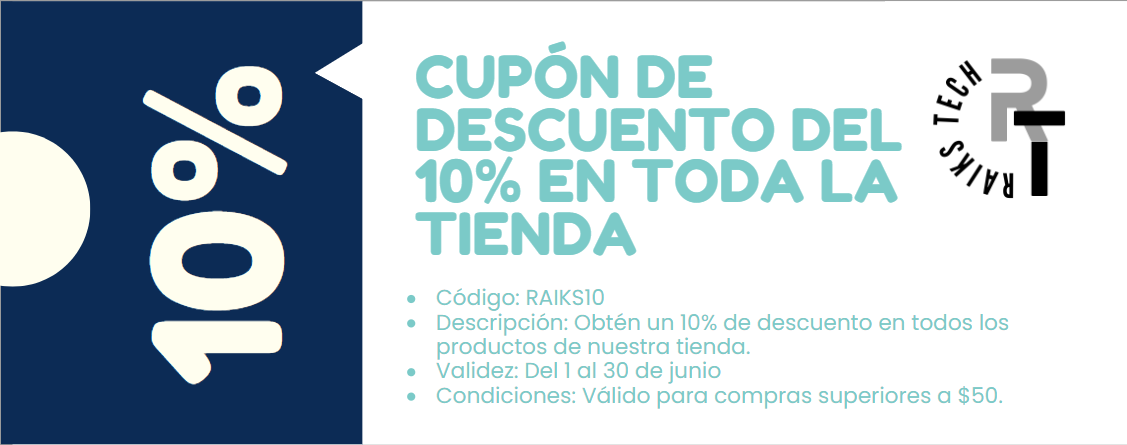 10%
CUPÓN DE
DESCUENTO DEL
10% EN TODA LA
TIENDA
RAIKS TECH
RT
• Código: RAIKS10
• Descripción: Obtén un 10% de descuento en todos los
productos de nuestra tienda.
• Validez: Del 1 al 30 de junio
• Condiciones: Válido para compras superiores a $50.